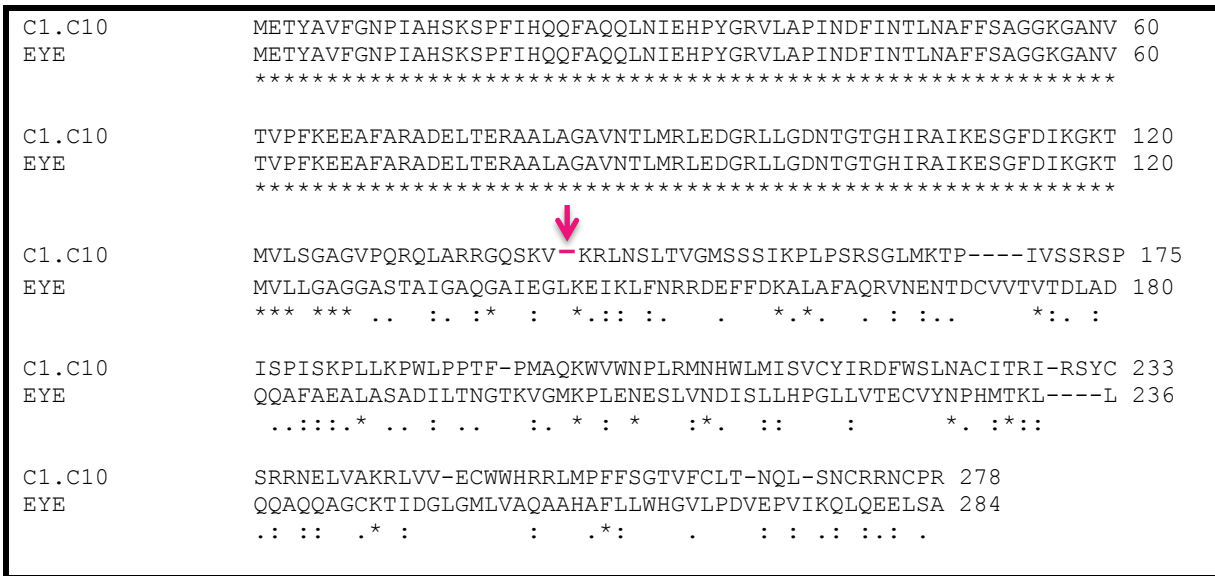 C1.C10 METYAVFGNPIAHSKSPFIHQQFAQQLNIEHPYGRVLAPINDFINTLNAFFSAGGKGANV 60
EYE METYAVFGNPIAHSKSPFIHQQFAQQLNIEHPYGRVLAPINDFINTLNAFFSAGGKGANV 60
************************************************************
C1.C10 TVPFKEEAFARADELTERAALAGAVNTLMRLEDGRLLGDNTGTGHIRAIKESGFDIKGKT 120
EYE TVPFKEEAFARADELTERAALAGAVNTLMRLEDGRLLGDNTGTGHIRAIKESGFDIKGKT 120
************************************************************
C1.C10 MVLSGAGVPQRQLARRGQSKV-KRLNSLTVGMSSSIKPLPSRSGLMKTP----IVSSRSP 175
EYE MVLLGAGGASTAIGAQGAIEGLKEIKLFNRRDEFFDKALAFAQRVNENTDCVVTVTDLAD 180
*** *** .. :. :* : *.:: :. . *.*. . : :.. *:. :
C1.C10 ISPISKPLLKPWLPPTF-PMAQKWVWNPLRMNHWLMISVCYIRDFWSLNACITRI-RSYC 233
EYE QQAFAEALASADILTNGTKVGMKPLENESLVNDISLLHPGLLVTECVYNPHMTKL----L 236
..:::.* .. : .. :. * : * :*. :: : *. :*::
C1.C10 SRRNELVAKRLVV-ECWWHRRLMPFFSGTVFCLT-NQL-SNCRRNCPR 278
EYE QQAQQAGCKTIDGLGMLVAQAAHAFLLWHGVLPDVEPVIKQLQEELSA 284
.: :: .* : : .*: . : : .: :.: .